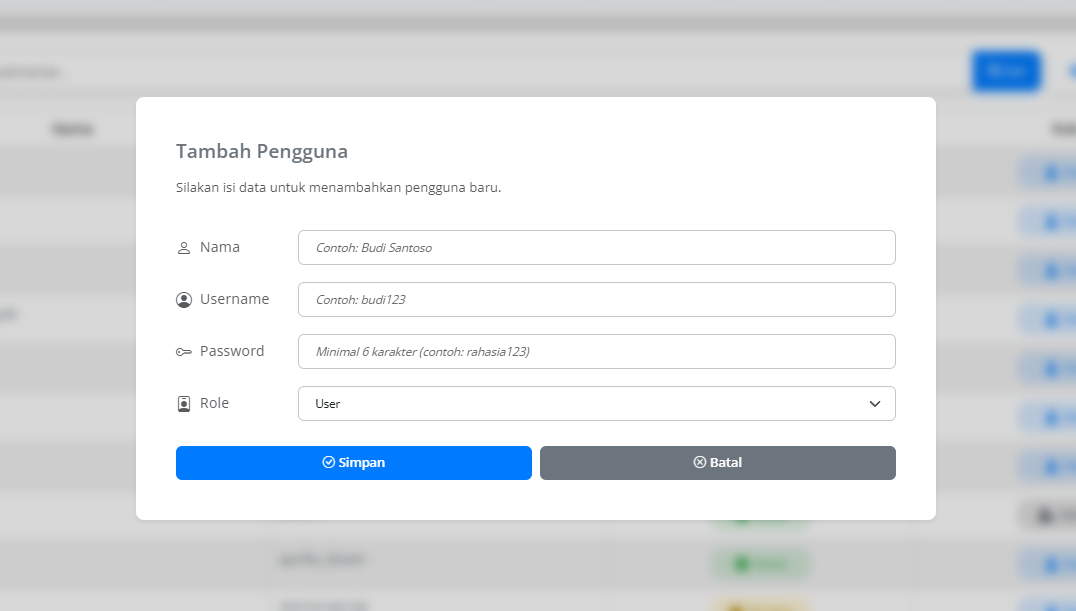 Tambah Pengguna
Silakan isi data untuk menambahkan pengguna baru.
Nama
Contoh: Budi Santoso
Username
Contoh: budi123
Password
Minimal 6 karakter (contoh: rahasia123)
Role
User
Simpan
Batal